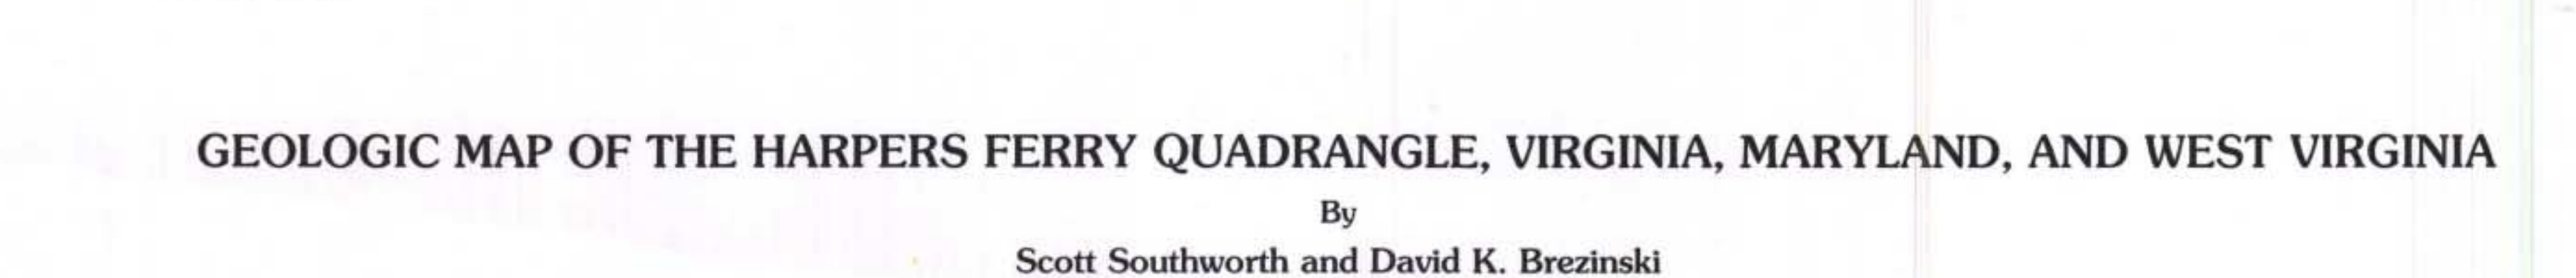 GEOLOGIC MAP OF THE HARPERS FERRY QUADRANGLE, VIRGINIA, MARYLAND, AND WEST VIRGINIA
By
Scott Southworth and David K. Brezinski